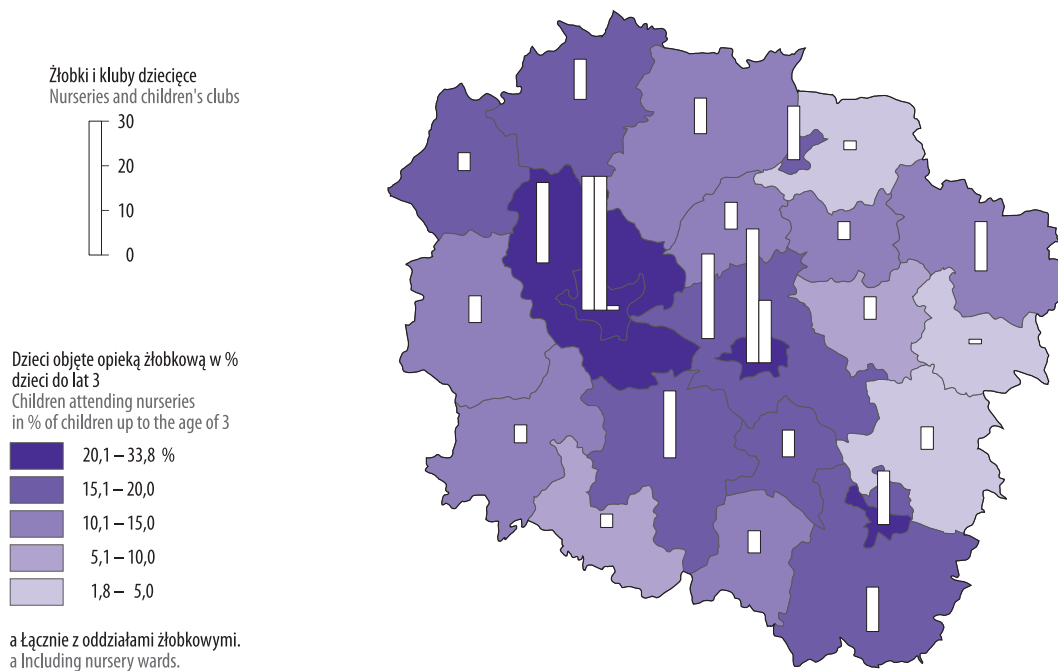 Żłobki i kluby dziecięce
Nurseries and children's clubs
30
20
10
0
Dzieci objęte opieką żłobkową w %
dzieci do lat 3
Children attending nurseries
in % of children up to the age of 3
20,1 – 33,8 %
15,1 – 20,0
10,1 – 15,0
5,1 – 10,0
1,8 – 5,0
a Łącznie z oddziałami żłobkowymi.
a Including nursery wards.